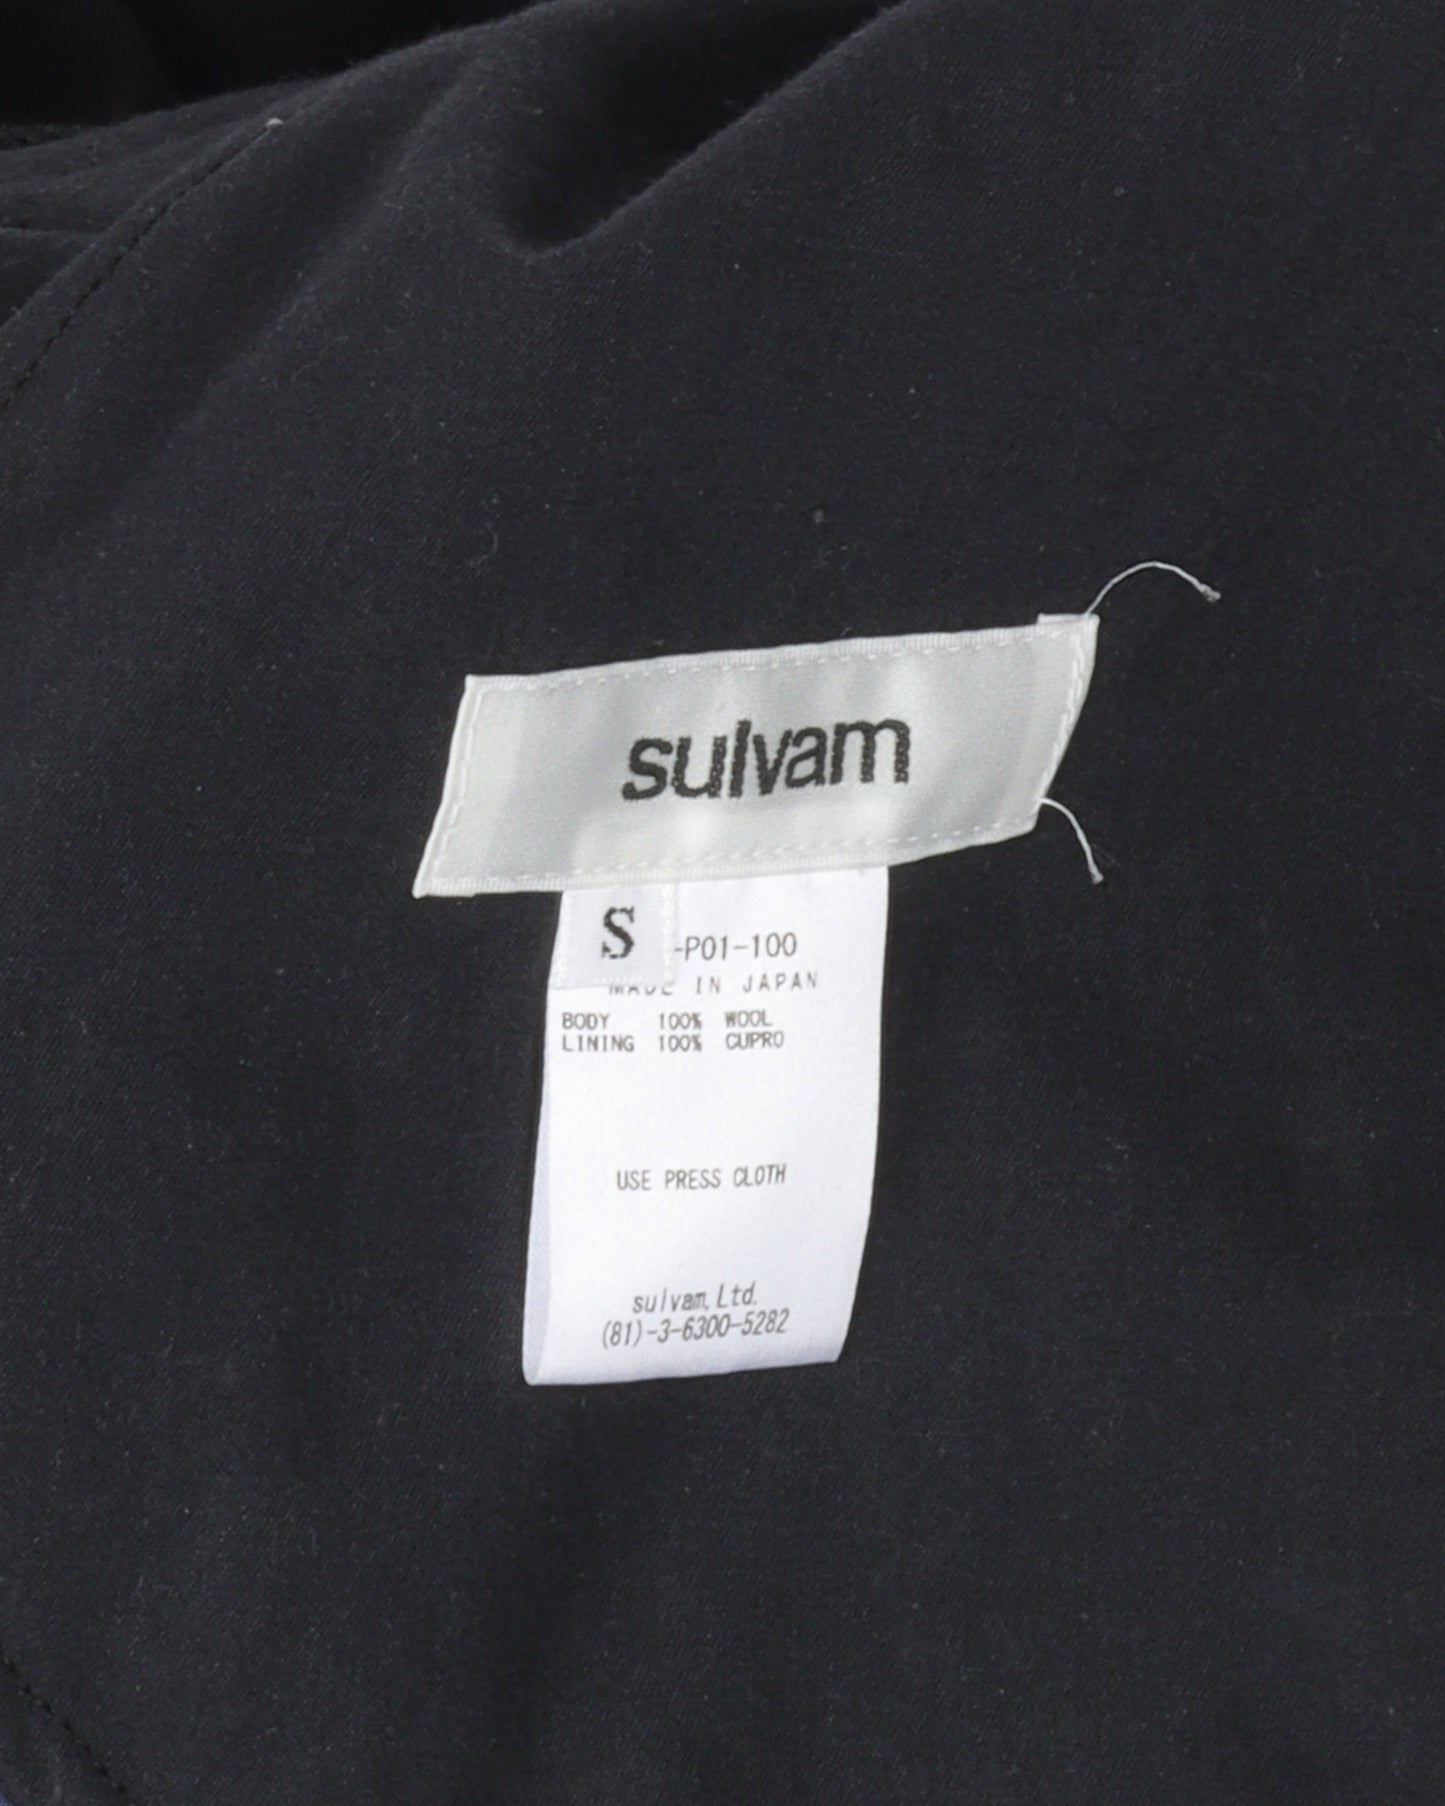 sulvam
S
-P01-100
MADE IN JAPAN
BODY 100% WOOL
LINING 100% CUPRO
USE PRESS CLOTH
sulvam, Ltd.
(81)-3-6300-5282